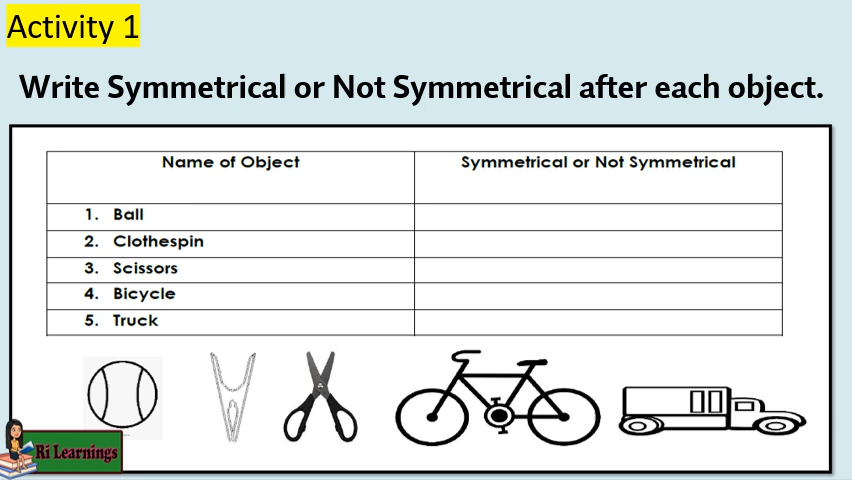 Activity 1
Write Symmetrical or Not Symmetrical after each object.
Name of Object Symmetrical or Not Symmetrical
1. Ball
2. Clothespin
3. Scissors
4. Bicycle
5. Truck
Ri Learnings